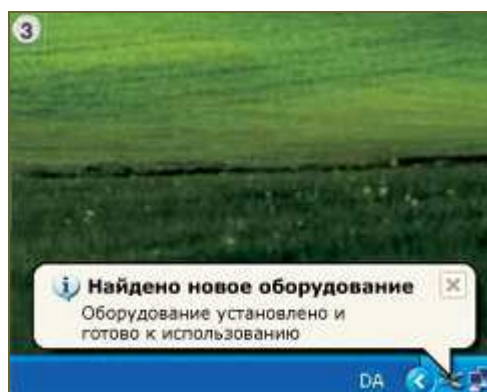 3
Найдено новое оборудование
Оборудование установлено и
готово к использованию
DA